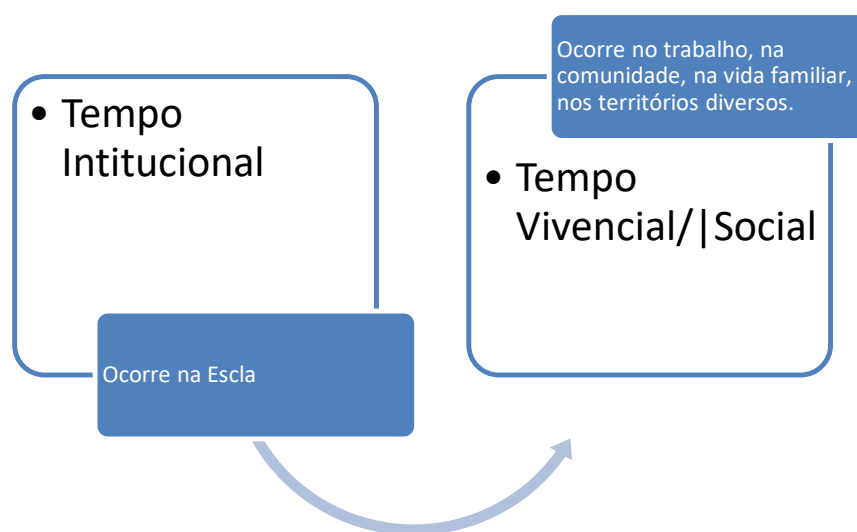 • Tempo
Intitucional
Ocorre na Escla
Ocorre no trabalho, na
comunidade, na vida familiar,
nos territórios diversos.
• Tempo
Vivencial/|Social